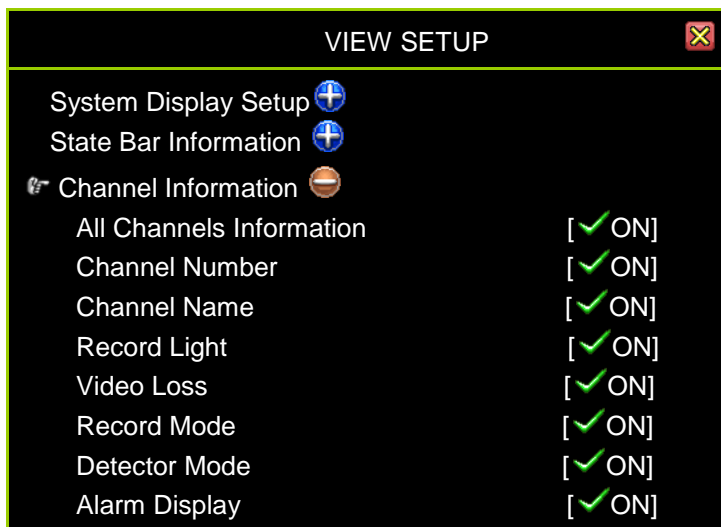 VIEW SETUP
System Display Setup
State Bar Information
Channel Information
All Channels Information [ON]
Channel Number [ON]
Channel Name [ON]
Record Light [ON]
Video Loss [ON]
Record Mode [ON]
Detector Mode [ON]
Alarm Display [ON]